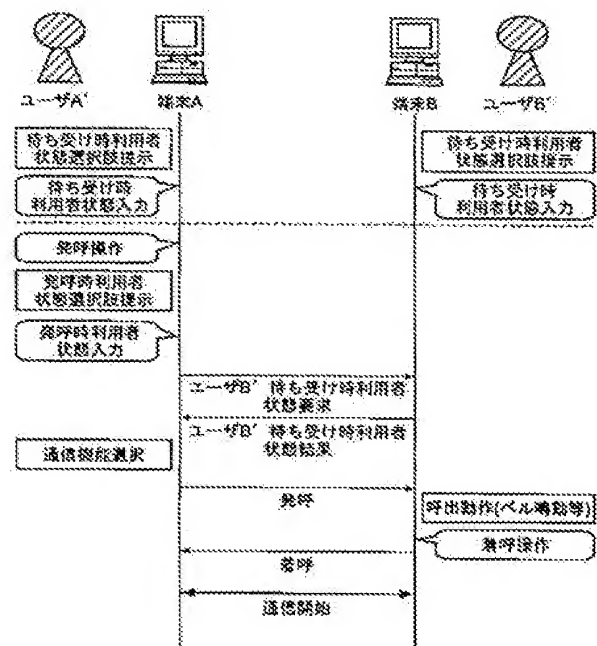 ユーザA'
端末A
端末B
ユーザB'
待ち受け時利用者
状態選択肢提示
待ち受け時利用者
状態選択肢提示
待ち受け時
利用者状態入力
待ち受け時
利用者状態入力
発呼操作
発呼時利用者
状態選択肢提示
発呼時利用者
状態入力
ユーザB' 待ち受け時利用者
状態要求
ユーザB' 待ち受け時利用者
状態結果
通信機能選択
発呼
呼出動作(ベル鳴動等)
着呼操作
着呼
通信開始